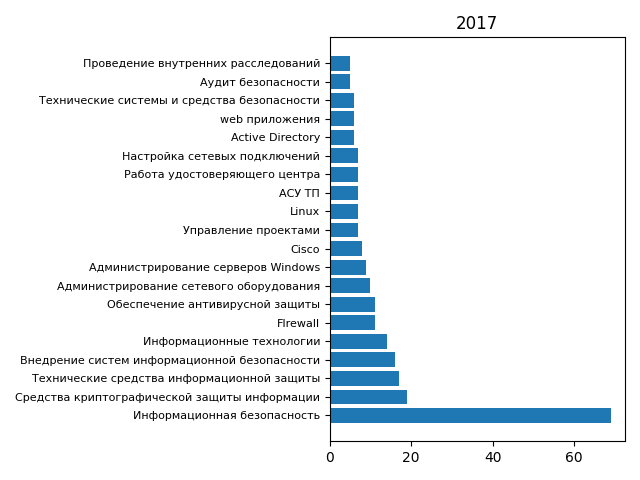 2017
Проведение внутренних расследований
Аудит безопасности
Технические системы и средства безопасности
web приложения
Active Directory
Настройка сетевых подключений
Работа удостоверяющего центра
АСУ ТП
Linux
Управление проектами
Cisco
Администрирование серверов Windows
Администрирование сетевого оборудования
Обеспечение антивирусной защиты
FIrewall
Информационные технологии
Внедрение систем информационной безопасности
Технические средства информационной защиты
Средства криптографической защиты информации
Информационная безопасность
0 20 40 60